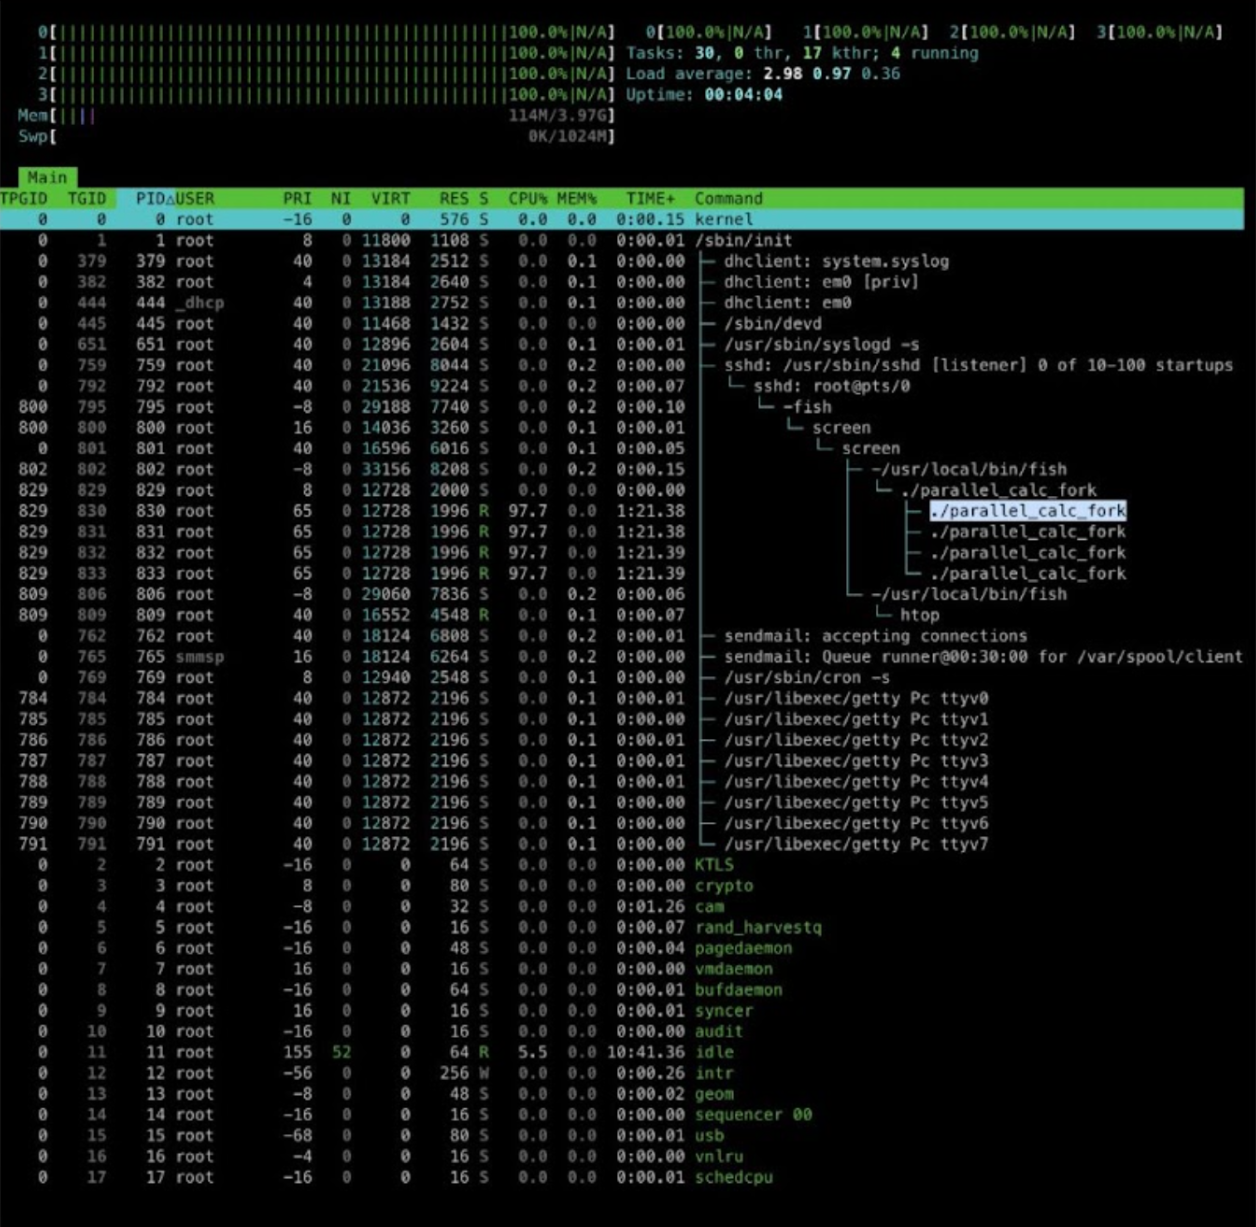 0[||||||||||||||||||||||||||||||||||||||||||100.0%|N/A] 0[100.0%|N/A] 1[100.0%|N/A] 2[100.0%|N/A] 3[100.0%|N/A]
1[||||||||||||||||||||||||||||||||||||||||||100.0%|N/A] Tasks: 30, 0 thr, 17 kthr; 4 running
2[||||||||||||||||||||||||||||||||||||||||||100.0%|N/A] Load average: 2.98 0.97 0.36
3[||||||||||||||||||||||||||||||||||||||||||100.0%|N/A] Uptime: 00:04:04
Mem[|||| 114M/3.97G]
Swp[ 0K/1024M]
Main
TPGID TGID PID△USER PRI NI VIRT RES S CPU% MEM% TIME+ Command
0 0 0 root -16 0 0 576 S 0.0 0.0 0:00.15 kernel
0 1 1 root 8 0 11800 1108 S 0.0 0.0 0:00.01 /sbin/init
0 379 379 root 40 0 13184 2512 S 0.0 0.1 0:00.00 ├─ dhclient: system.syslog
0 382 382 root 4 0 13184 2640 S 0.0 0.1 0:00.00 ├─ dhclient: em0 [priv]
0 444 444 _dhcp 40 0 13188 2752 S 0.0 0.1 0:00.00 ├─ dhclient: em0
0 445 445 root 40 0 11468 1432 S 0.0 0.0 0:00.00 ├─ /sbin/devd
0 651 651 root 40 0 12896 2604 S 0.0 0.1 0:00.01 ├─ /usr/sbin/syslogd -s
0 759 759 root 40 0 21096 8044 S 0.0 0.2 0:00.00 ├─ sshd: /usr/sbin/sshd [listener] 0 of 10-100 startups
0 792 792 root 40 0 21536 9224 S 0.0 0.2 0:00.07 │ └─ sshd: root@pts/0
800 795 795 root -8 0 29188 7740 S 0.0 0.2 0:00.10 │ └─ -fish
800 800 800 root 16 0 14036 3260 S 0.0 0.1 0:00.01 │ └─ screen
0 801 801 root 40 0 16596 6016 S 0.0 0.1 0:00.05 │ └─ screen
802 802 802 root -8 0 33156 8208 S 0.0 0.2 0:00.15 │ ├─ -/usr/local/bin/fish
829 829 829 root 8 0 12728 2000 S 0.0 0.0 0:00.00 │ │ └─ ./parallel_calc_fork
829 830 830 root 65 0 12728 1996 R 97.7 0.0 1:21.38 │ │ ├─ ./parallel_calc_fork
829 831 831 root 65 0 12728 1996 R 97.7 0.0 1:21.38 │ │ ├─ ./parallel_calc_fork
829 832 832 root 65 0 12728 1996 R 97.7 0.0 1:21.39 │ │ ├─ ./parallel_calc_fork
829 833 833 root 65 0 12728 1996 R 97.7 0.0 1:21.39 │ │ └─ ./parallel_calc_fork
809 806 806 root -8 0 29060 7836 S 0.0 0.2 0:00.06 │ └─ -/usr/local/bin/fish
809 809 809 root 40 0 16552 4548 R 0.0 0.1 0:00.07 │ └─ htop
0 762 762 root 40 0 18124 6808 S 0.0 0.2 0:00.01 ├─ sendmail: accepting connections
0 765 765 smmsp 16 0 18124 6264 S 0.0 0.2 0:00.00 ├─ sendmail: Queue runner@00:30:00 for /var/spool/client
0 769 769 root 8 0 12940 2548 S 0.0 0.1 0:00.00 ├─ /usr/sbin/cron -s
784 784 784 root 40 0 12872 2196 S 0.0 0.1 0:00.01 ├─ /usr/libexec/getty Pc ttyv0
785 785 785 root 40 0 12872 2196 S 0.0 0.1 0:00.00 ├─ /usr/libexec/getty Pc ttyv1
786 786 786 root 40 0 12872 2196 S 0.0 0.1 0:00.01 ├─ /usr/libexec/getty Pc ttyv2
787 787 787 root 40 0 12872 2196 S 0.0 0.1 0:00.01 ├─ /usr/libexec/getty Pc ttyv3
788 788 788 root 40 0 12872 2196 S 0.0 0.1 0:00.01 ├─ /usr/libexec/getty Pc ttyv4
789 789 789 root 40 0 12872 2196 S 0.0 0.1 0:00.00 ├─ /usr/libexec/getty Pc ttyv5
790 790 790 root 40 0 12872 2196 S 0.0 0.1 0:00.00 ├─ /usr/libexec/getty Pc ttyv6
791 791 791 root 40 0 12872 2196 S 0.0 0.1 0:00.00 └─ /usr/libexec/getty Pc ttyv7
0 2 2 root -16 0 0 64 S 0.0 0.0 0:00.00 KTLS
0 3 3 root 8 0 0 80 S 0.0 0.0 0:00.00 crypto
0 4 4 root -8 0 0 32 S 0.0 0.0 0:01.26 cam
0 5 5 root -16 0 0 16 S 0.0 0.0 0:00.07 rand_harvestq
0 6 6 root -16 0 0 48 S 0.0 0.0 0:00.04 pagedaemon
0 7 7 root 16 0 0 16 S 0.0 0.0 0:00.00 vmdaemon
0 8 8 root -16 0 0 64 S 0.0 0.0 0:00.01 bufdaemon
0 9 9 root 16 0 0 16 S 0.0 0.0 0:00.01 syncer
0 10 10 root -16 0 0 16 S 0.0 0.0 0:00.00 audit
0 11 11 root 155 52 0 64 R 5.5 0.0 10:41.36 idle
0 12 12 root -56 0 0 256 W 0.0 0.0 0:00.26 intr
0 13 13 root -8 0 0 48 S 0.0 0.0 0:00.02 geom
0 14 14 root -16 0 0 16 S 0.0 0.0 0:00.00 sequencer 00
0 15 15 root -68 0 0 80 S 0.0 0.0 0:00.01 usb
0 16 16 root -4 0 0 16 S 0.0 0.0 0:00.00 vnlru
0 17 17 root -16 0 0 16 S 0.0 0.0 0:00.01 schedcpu